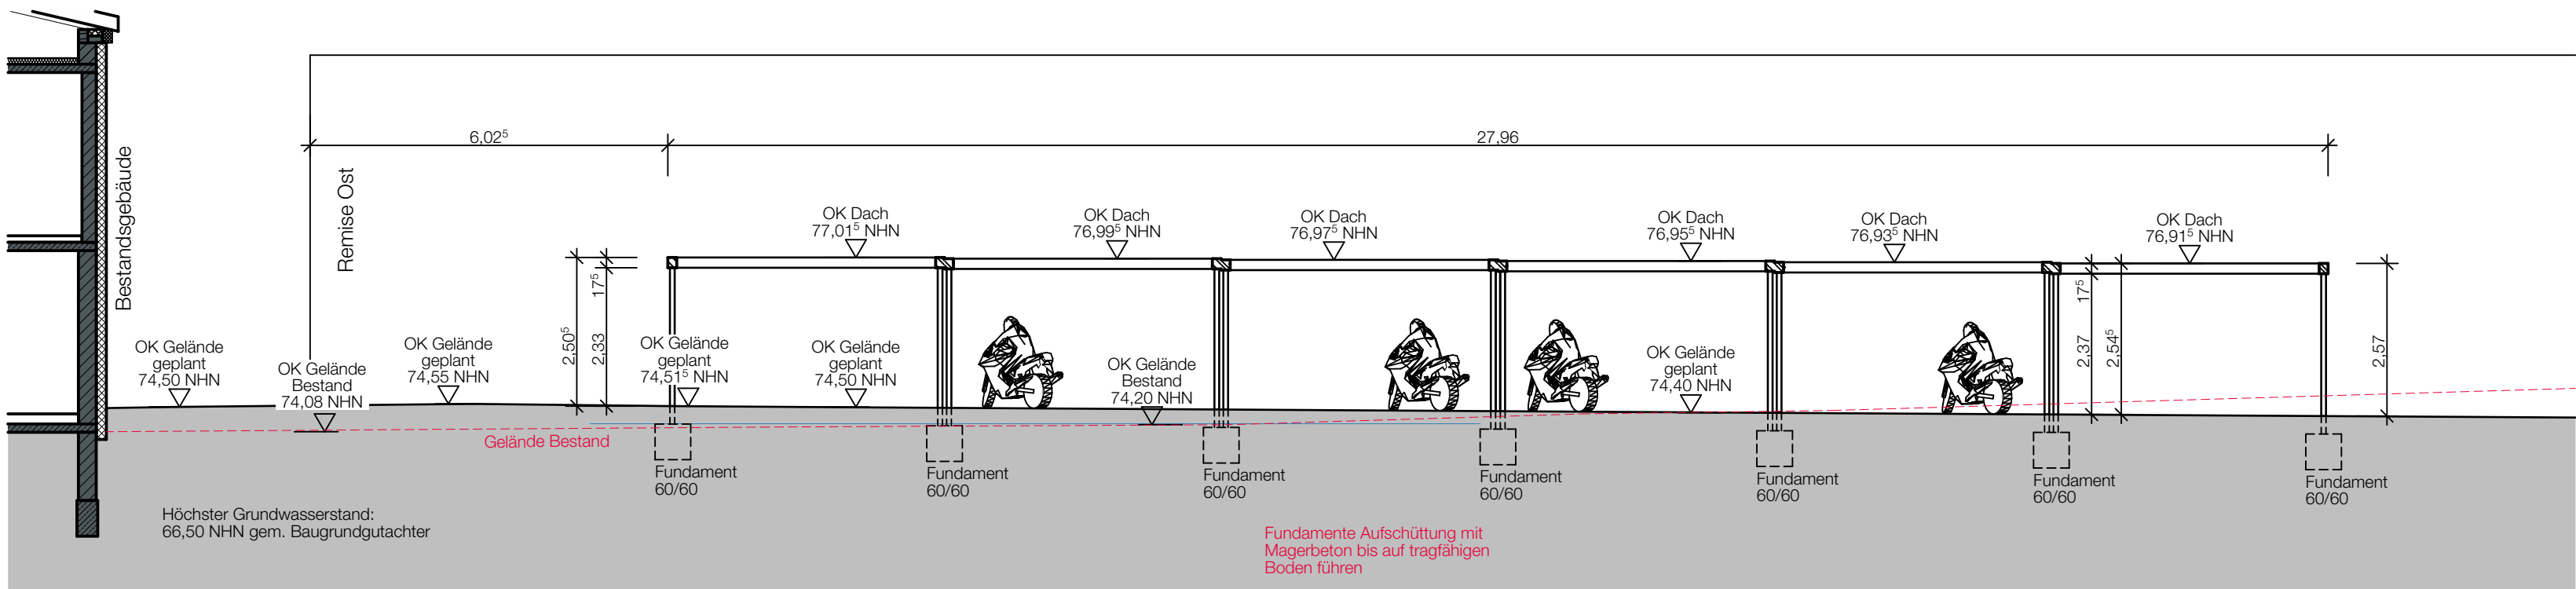 6,02⁵
27,96
Bestandsgebäude
Remise Ost
OK Dach
77,01⁵ NHN
OK Dach
76,99⁵ NHN
OK Dach
76,97⁵ NHN
OK Dach
76,95⁵ NHN
OK Dach
76,93⁵ NHN
OK Dach
76,91⁵ NHN
17⁵
2,50⁵
2,33
17⁵
2,37
2,54⁵
2,57
OK Gelände
geplant
74,50 NHN
OK Gelände
Bestand
74,08 NHN
OK Gelände
geplant
74,55 NHN
OK Gelände
geplant
74,51⁵ NHN
OK Gelände
geplant
74,50 NHN
OK Gelände
Bestand
74,20 NHN
OK Gelände
geplant
74,40 NHN
Gelände Bestand
Fundament
60/60
Fundament
60/60
Fundament
60/60
Fundament
60/60
Fundament
60/60
Fundament
60/60
Fundament
60/60
Höchster Grundwasserstand:
66,50 NHN gem. Baugrundgutachter
Fundamente Aufschüttung mit
Magerbeton bis auf tragfähigen
Boden führen